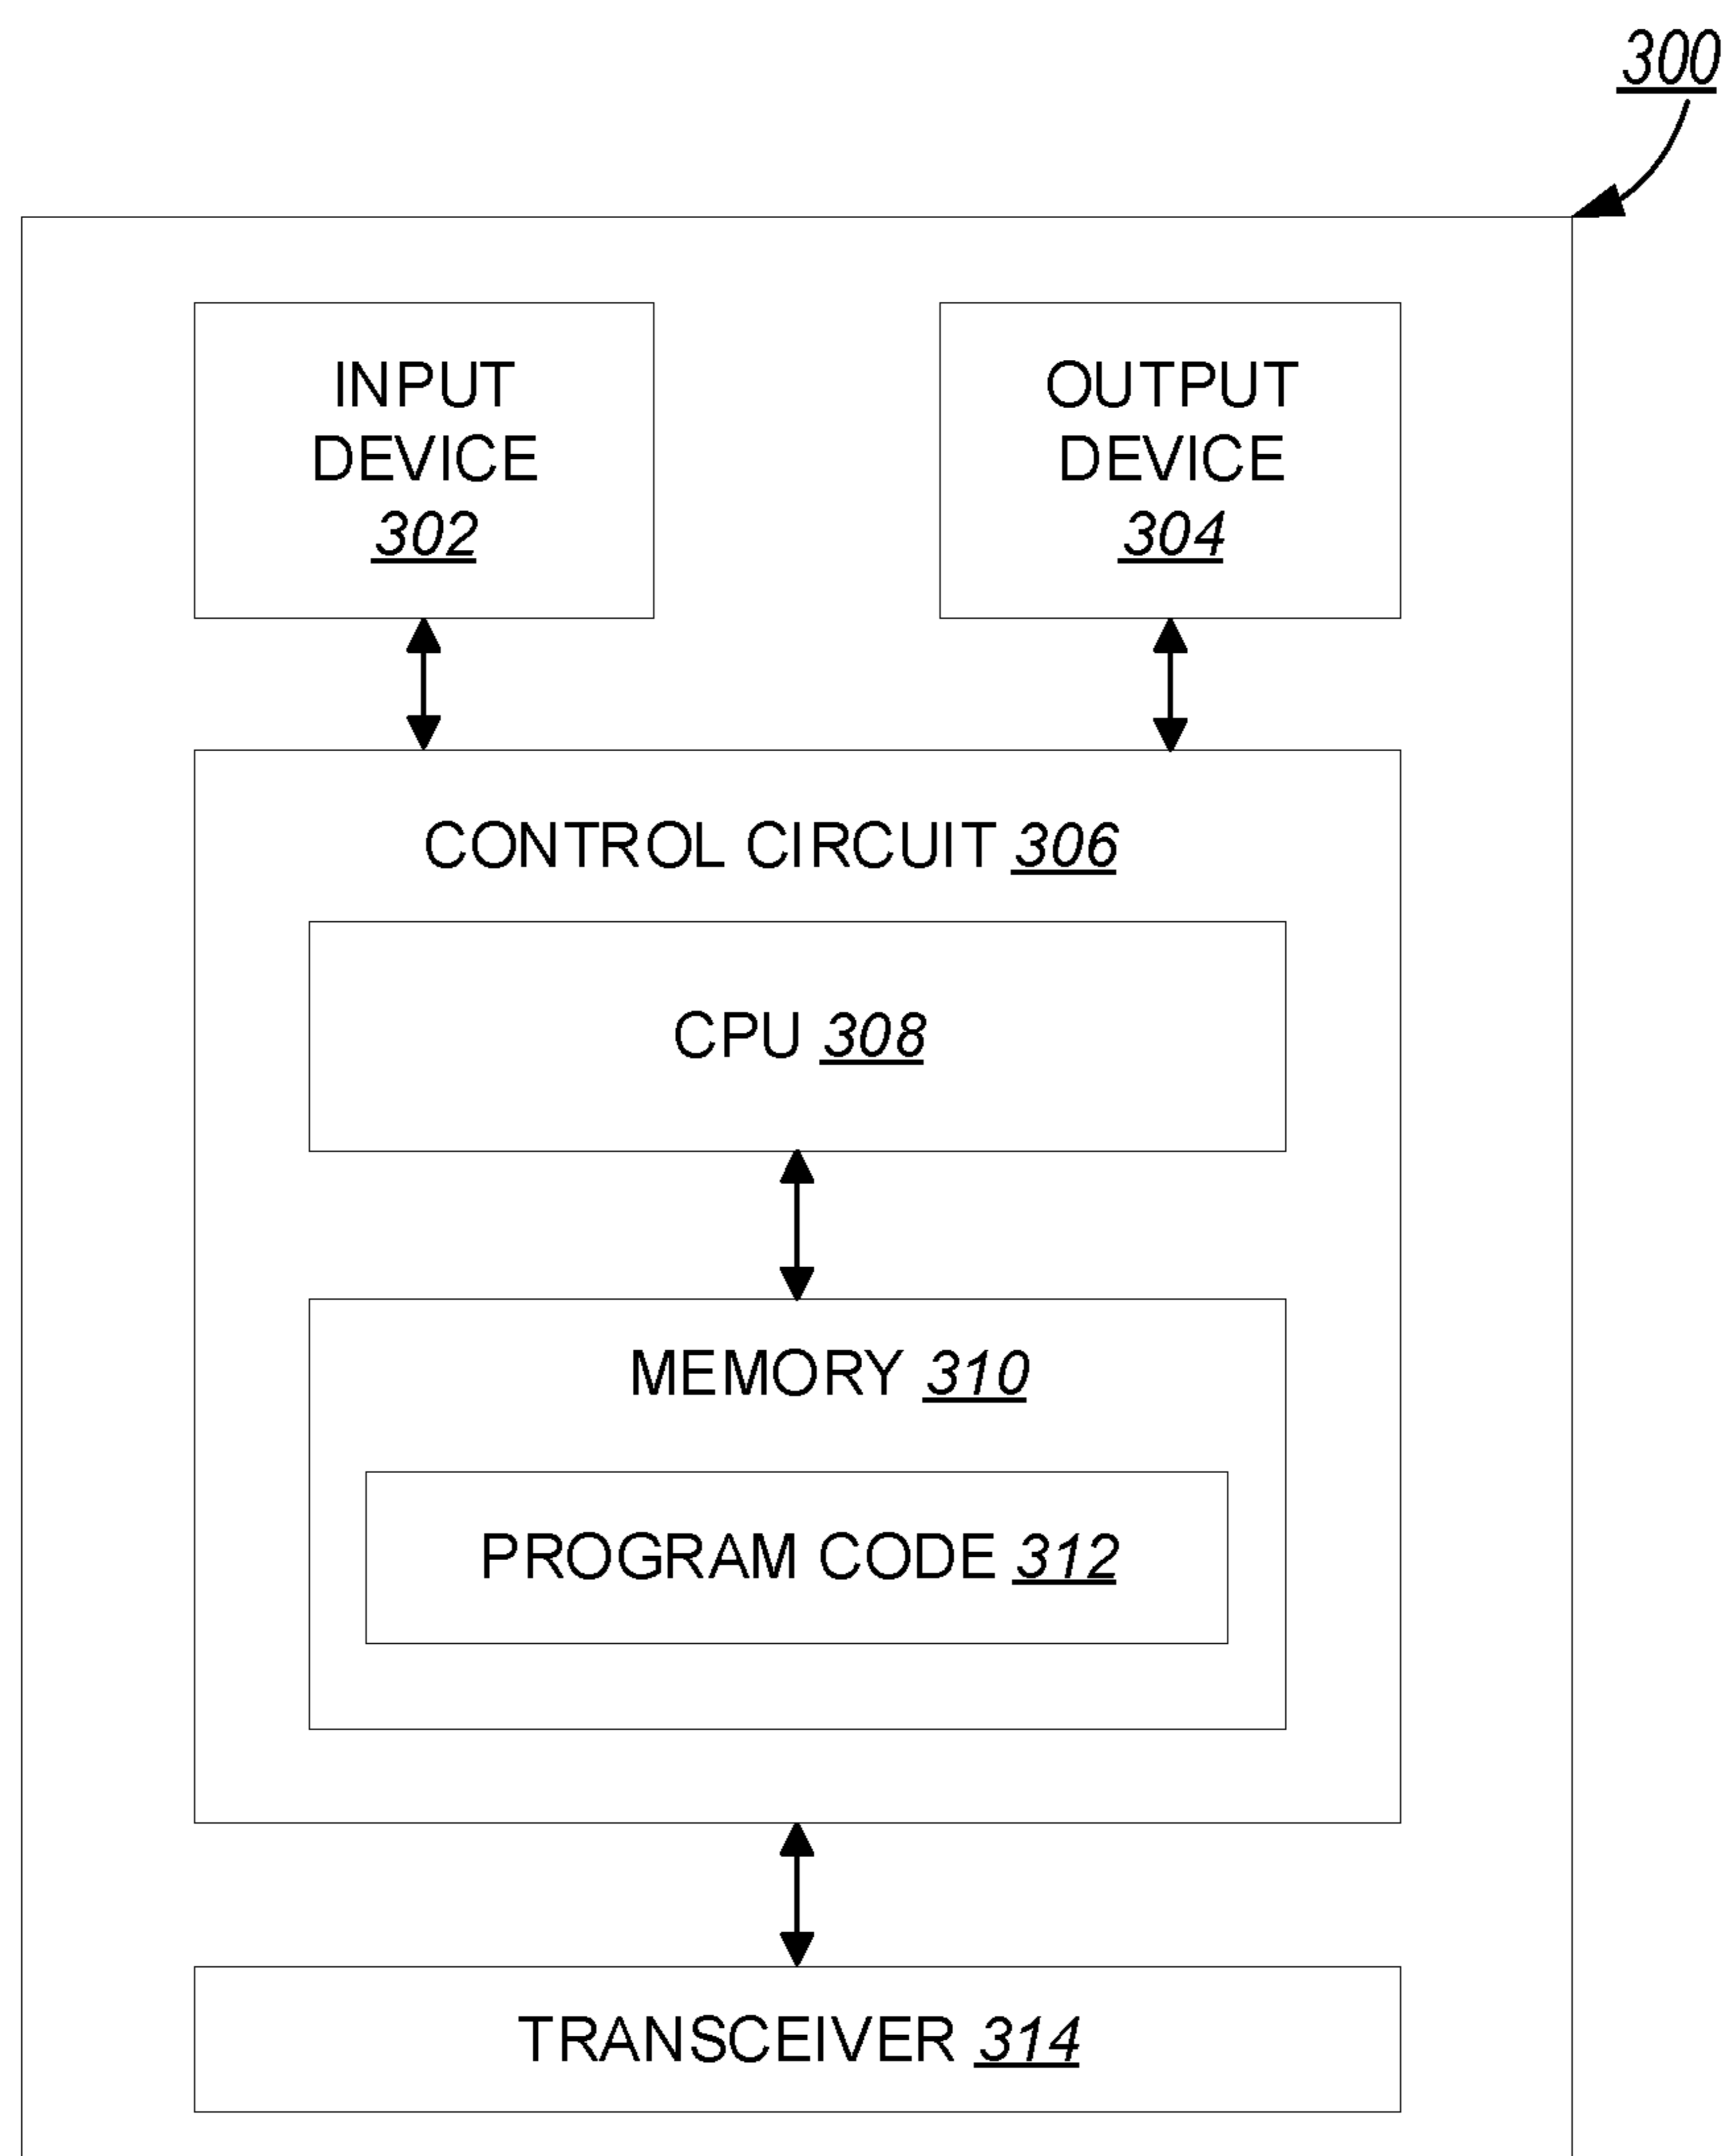 300
INPUT
DEVICE
302
OUTPUT
DEVICE
304
CONTROL CIRCUIT 306
CPU 308
MEMORY 310
PROGRAM CODE 312
TRANSCEIVER 314